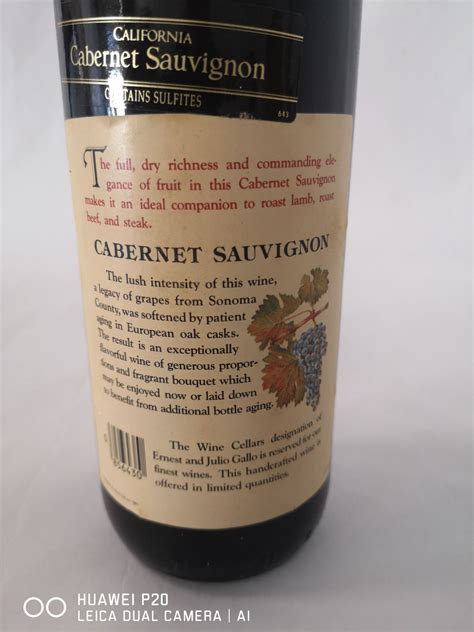 CALIFORNIA
Cabernet Sauvignon
CONTAINS SULFITES
643
The full, dry richness and commanding ele-
gance of fruit in this Cabernet Sauvignon
makes it an ideal companion to roast lamb, roast
beef, and steak.
CABERNET SAUVIGNON
The lush intensity of this wine,
a legacy of grapes from Sonoma
County, was softened by patient
aging in European oak casks.
The result is an exceptionally
flavorful wine of generous propor-
tions and fragrant bouquet which
may be enjoyed now or laid down
to benefit from additional bottle aging.
The Wine Cellars designation of
Ernest and Julio Gallo is reserved for our
finest wines. This handcrafted wine is
offered in limited quantities.
HUAWEI P20
LEICA DUAL CAMERA | AI